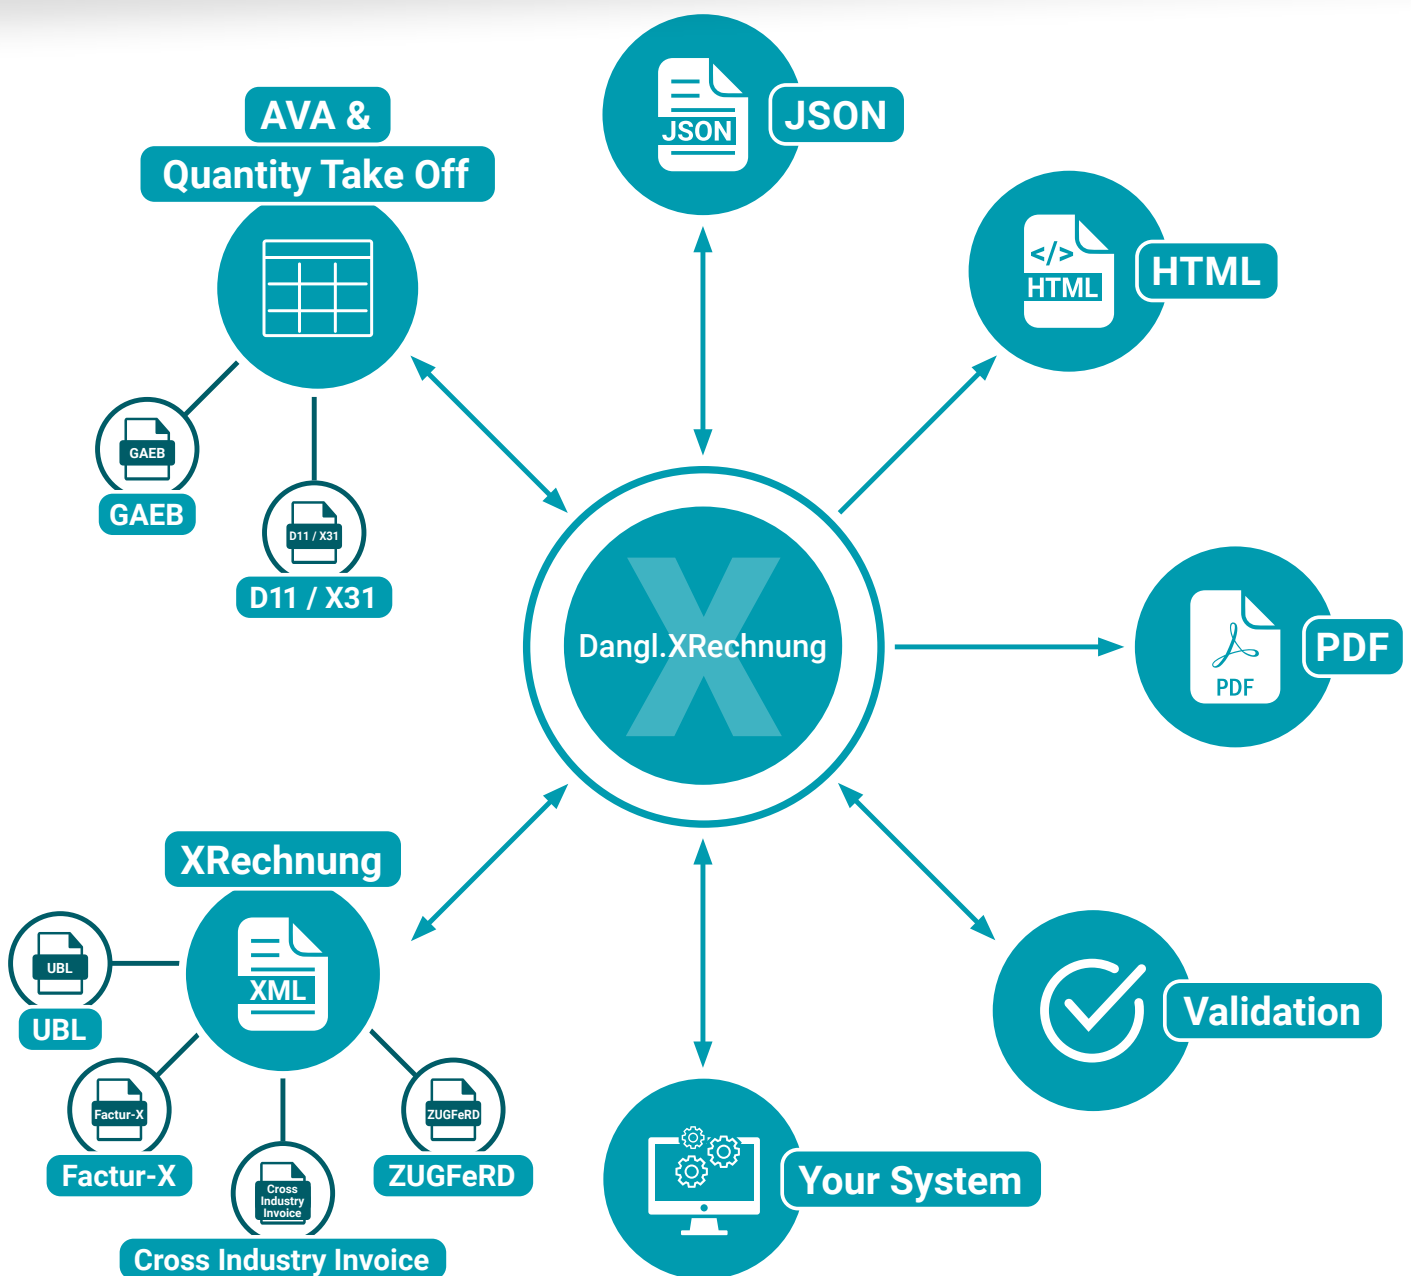 AVA &
Quantity Take Off
GAEB
GAEB
D11 / X31
D11 / X31
JSON
JSON
</>
HTML
HTML
PDF
PDF
Dangl.XRechnung
X
Validation
Your System
XRechnung
XML
UBL
UBL
Factur-X
Factur-X
Cross
Industry
Invoice
Cross Industry Invoice
ZUGFeRD
ZUGFeRD